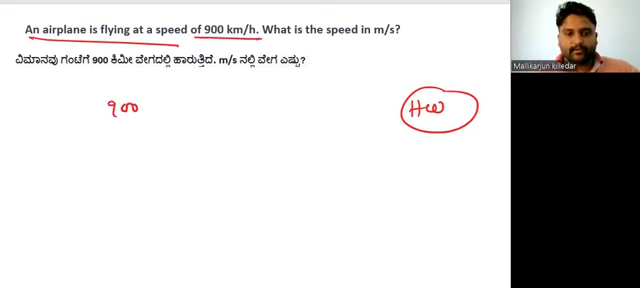 An airplane is flying at a speed of 900 km/h. What is the speed in m/s?
ವಿಮಾನವು ಗಂಟೆಗೆ 900 ಕಿಮೀ ವೇಗದಲ್ಲಿ ಹಾರುತ್ತಿದೆ. m/s ನಲ್ಲಿ ವೇಗ ಎಷ್ಟು?
Mallikarjun killedar
900
HW